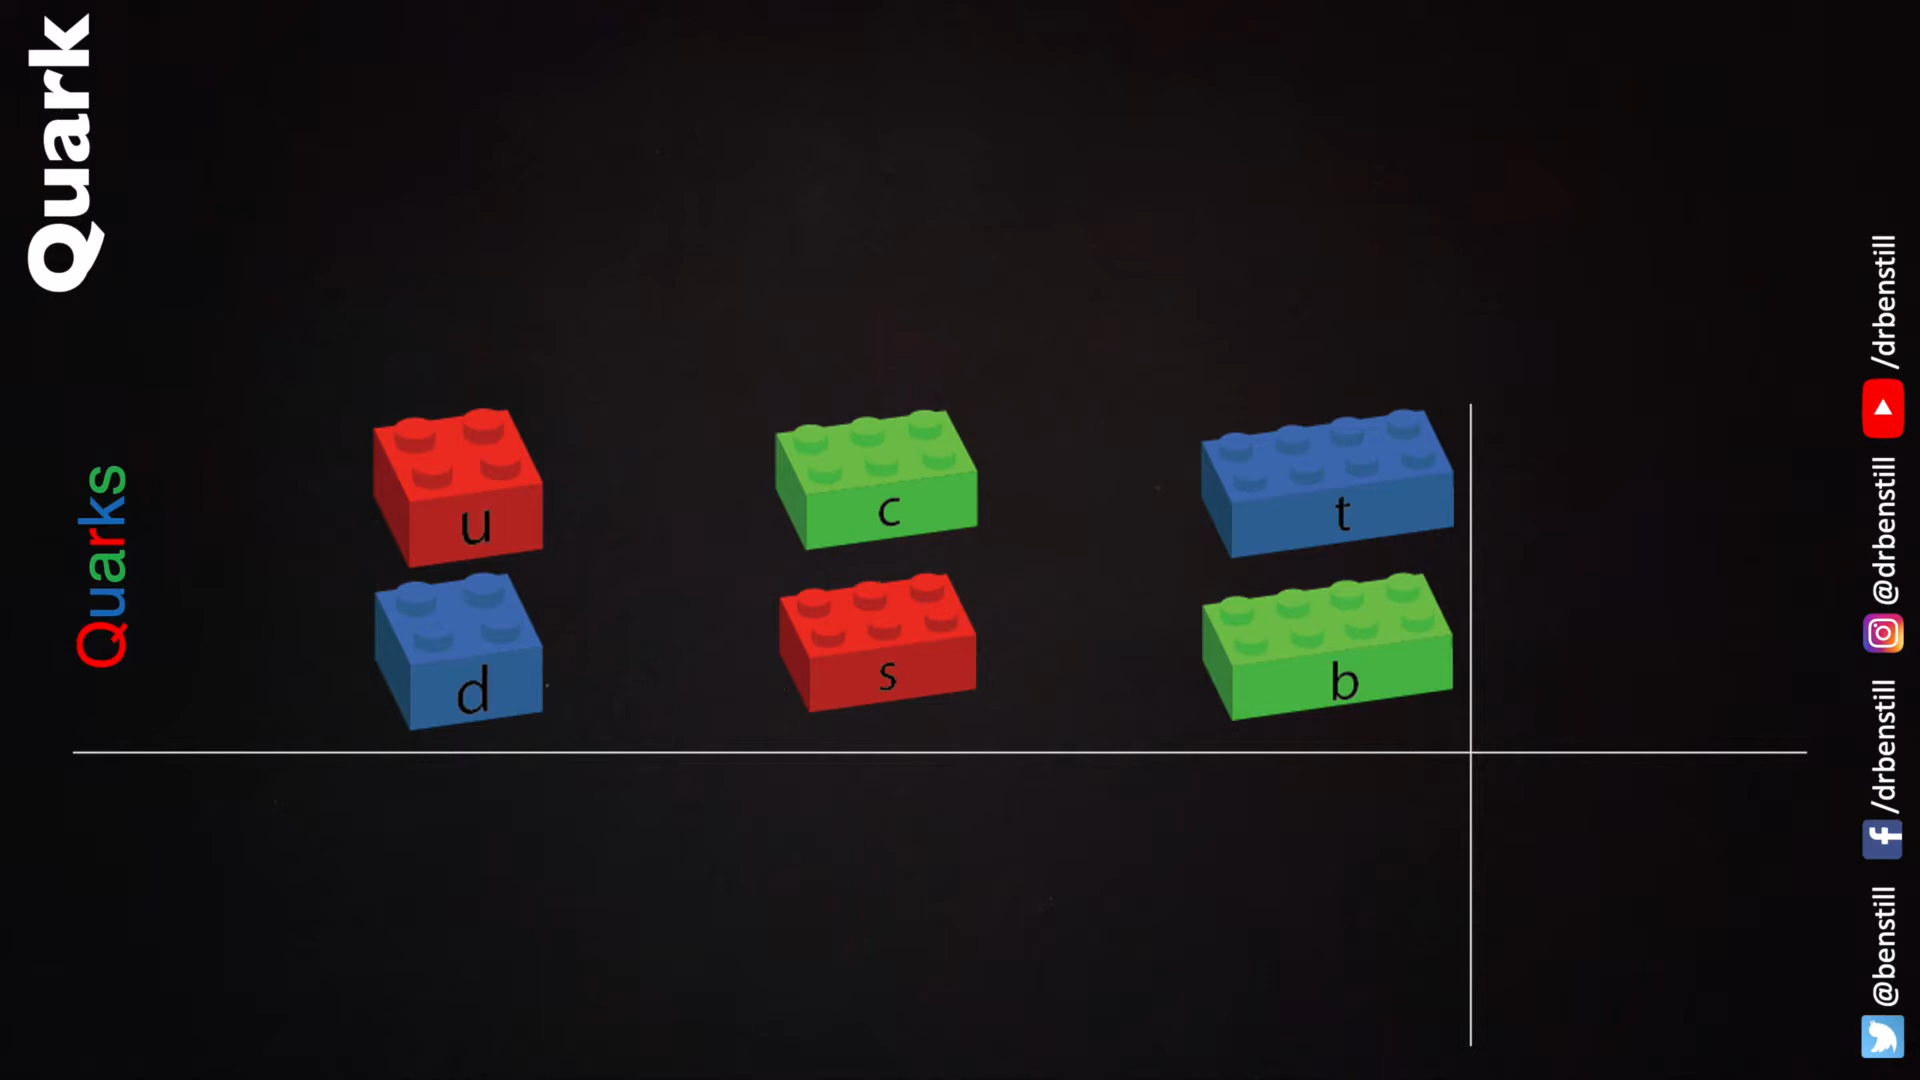 Quark
Quarks
u
c
t
d
s
b
/drbenstill
@drbenstill
/drbenstill
@benstill